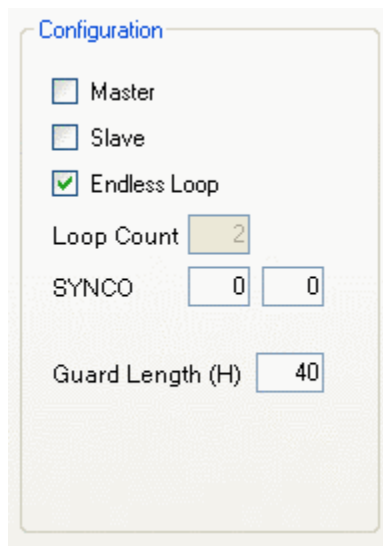 Configuration
Master
Slave
Endless Loop
Loop Count 2
SYNCO 0 0
Guard Length (H) 40